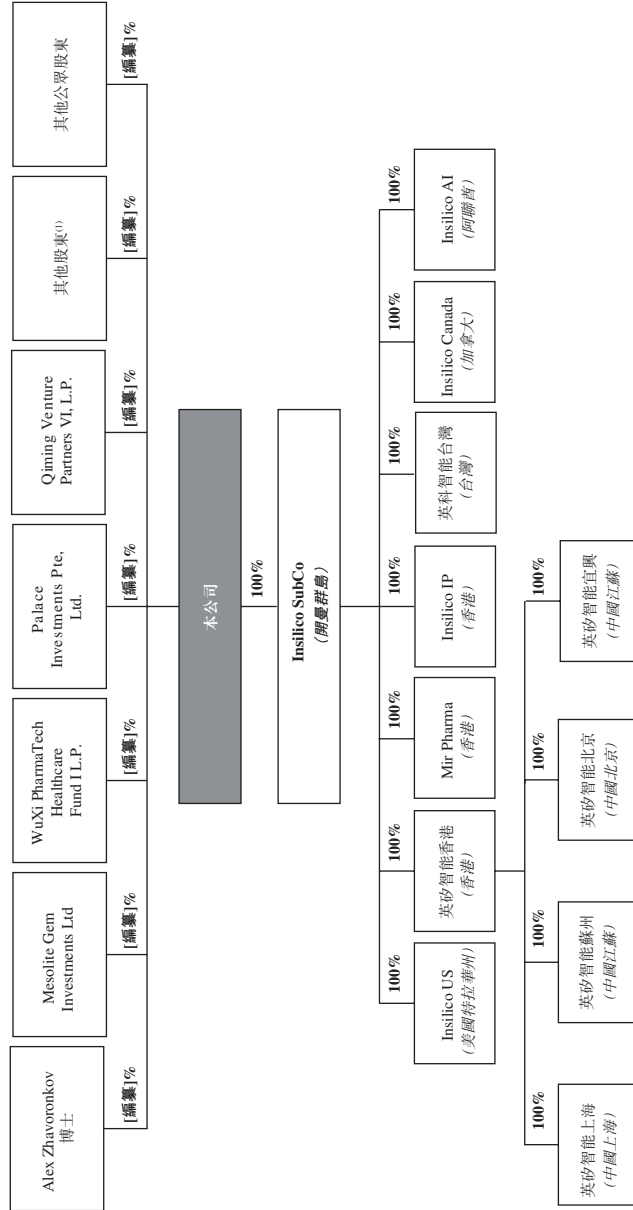 Alex Zhavoronkov
博士
Mesolite Gem
Investments Ltd
WuXi PharmaTech
Healthcare
Fund I L.P.
Palace
Investments Pte,
Ltd.
Qiming Venture
Partners VI, L.P.
其他股東(1)
其他公眾股東
[編纂]%
[編纂]%
[編纂]%
[編纂]%
[編纂]%
[編纂]%
[編纂]%
本公司
100%
Insilico SubCo
(開曼群島)
100%
100%
100%
100%
100%
100%
100%
Insilico US
(美國特拉華州)
英矽智能香港
(香港)
Mir Pharma
(香港)
Insilico IP
(香港)
英科智能台灣
(台灣)
Insilico Canada
(加拿大)
Insilico AI
(阿聯酋)
100%
100%
100%
100%
英矽智能上海
(中國上海)
英矽智能蘇州
(中國江蘇)
英矽智能北京
(中國北京)
英矽智能宜興
(中國江蘇)